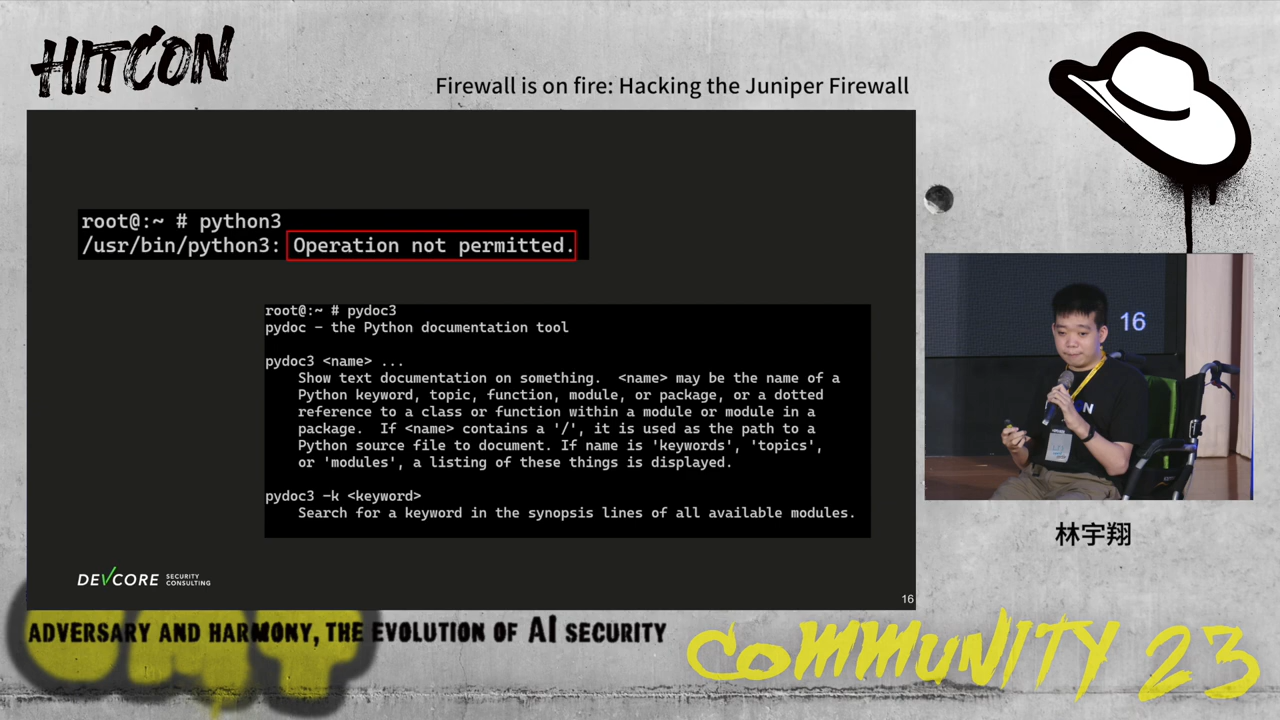 HITCON
Firewall is on fire: Hacking the Juniper Firewall
root@:~ # python3
/usr/bin/python3: Operation not permitted.
root@:~ # pydoc3
pydoc - the Python documentation tool
pydoc3 <name> ...
Show text documentation on something.  <name> may be the name of a
Python keyword, topic, function, module, or package, or a dotted
reference to a class or function within a module or module in a
package.  If <name> contains a '/', it is used as the path to a
Python source file to document. If name is 'keywords', 'topics',
or 'modules', a listing of these things is displayed.
pydoc3 -k <keyword>
Search for a keyword in the synopsis lines of all available modules.
16
林宇翔
DEVCORE SECURITY CONSULTING
16
ADVERSARY AND HARMONY, THE EVOLUTION OF AI SECURITY
COMMUNITY 23